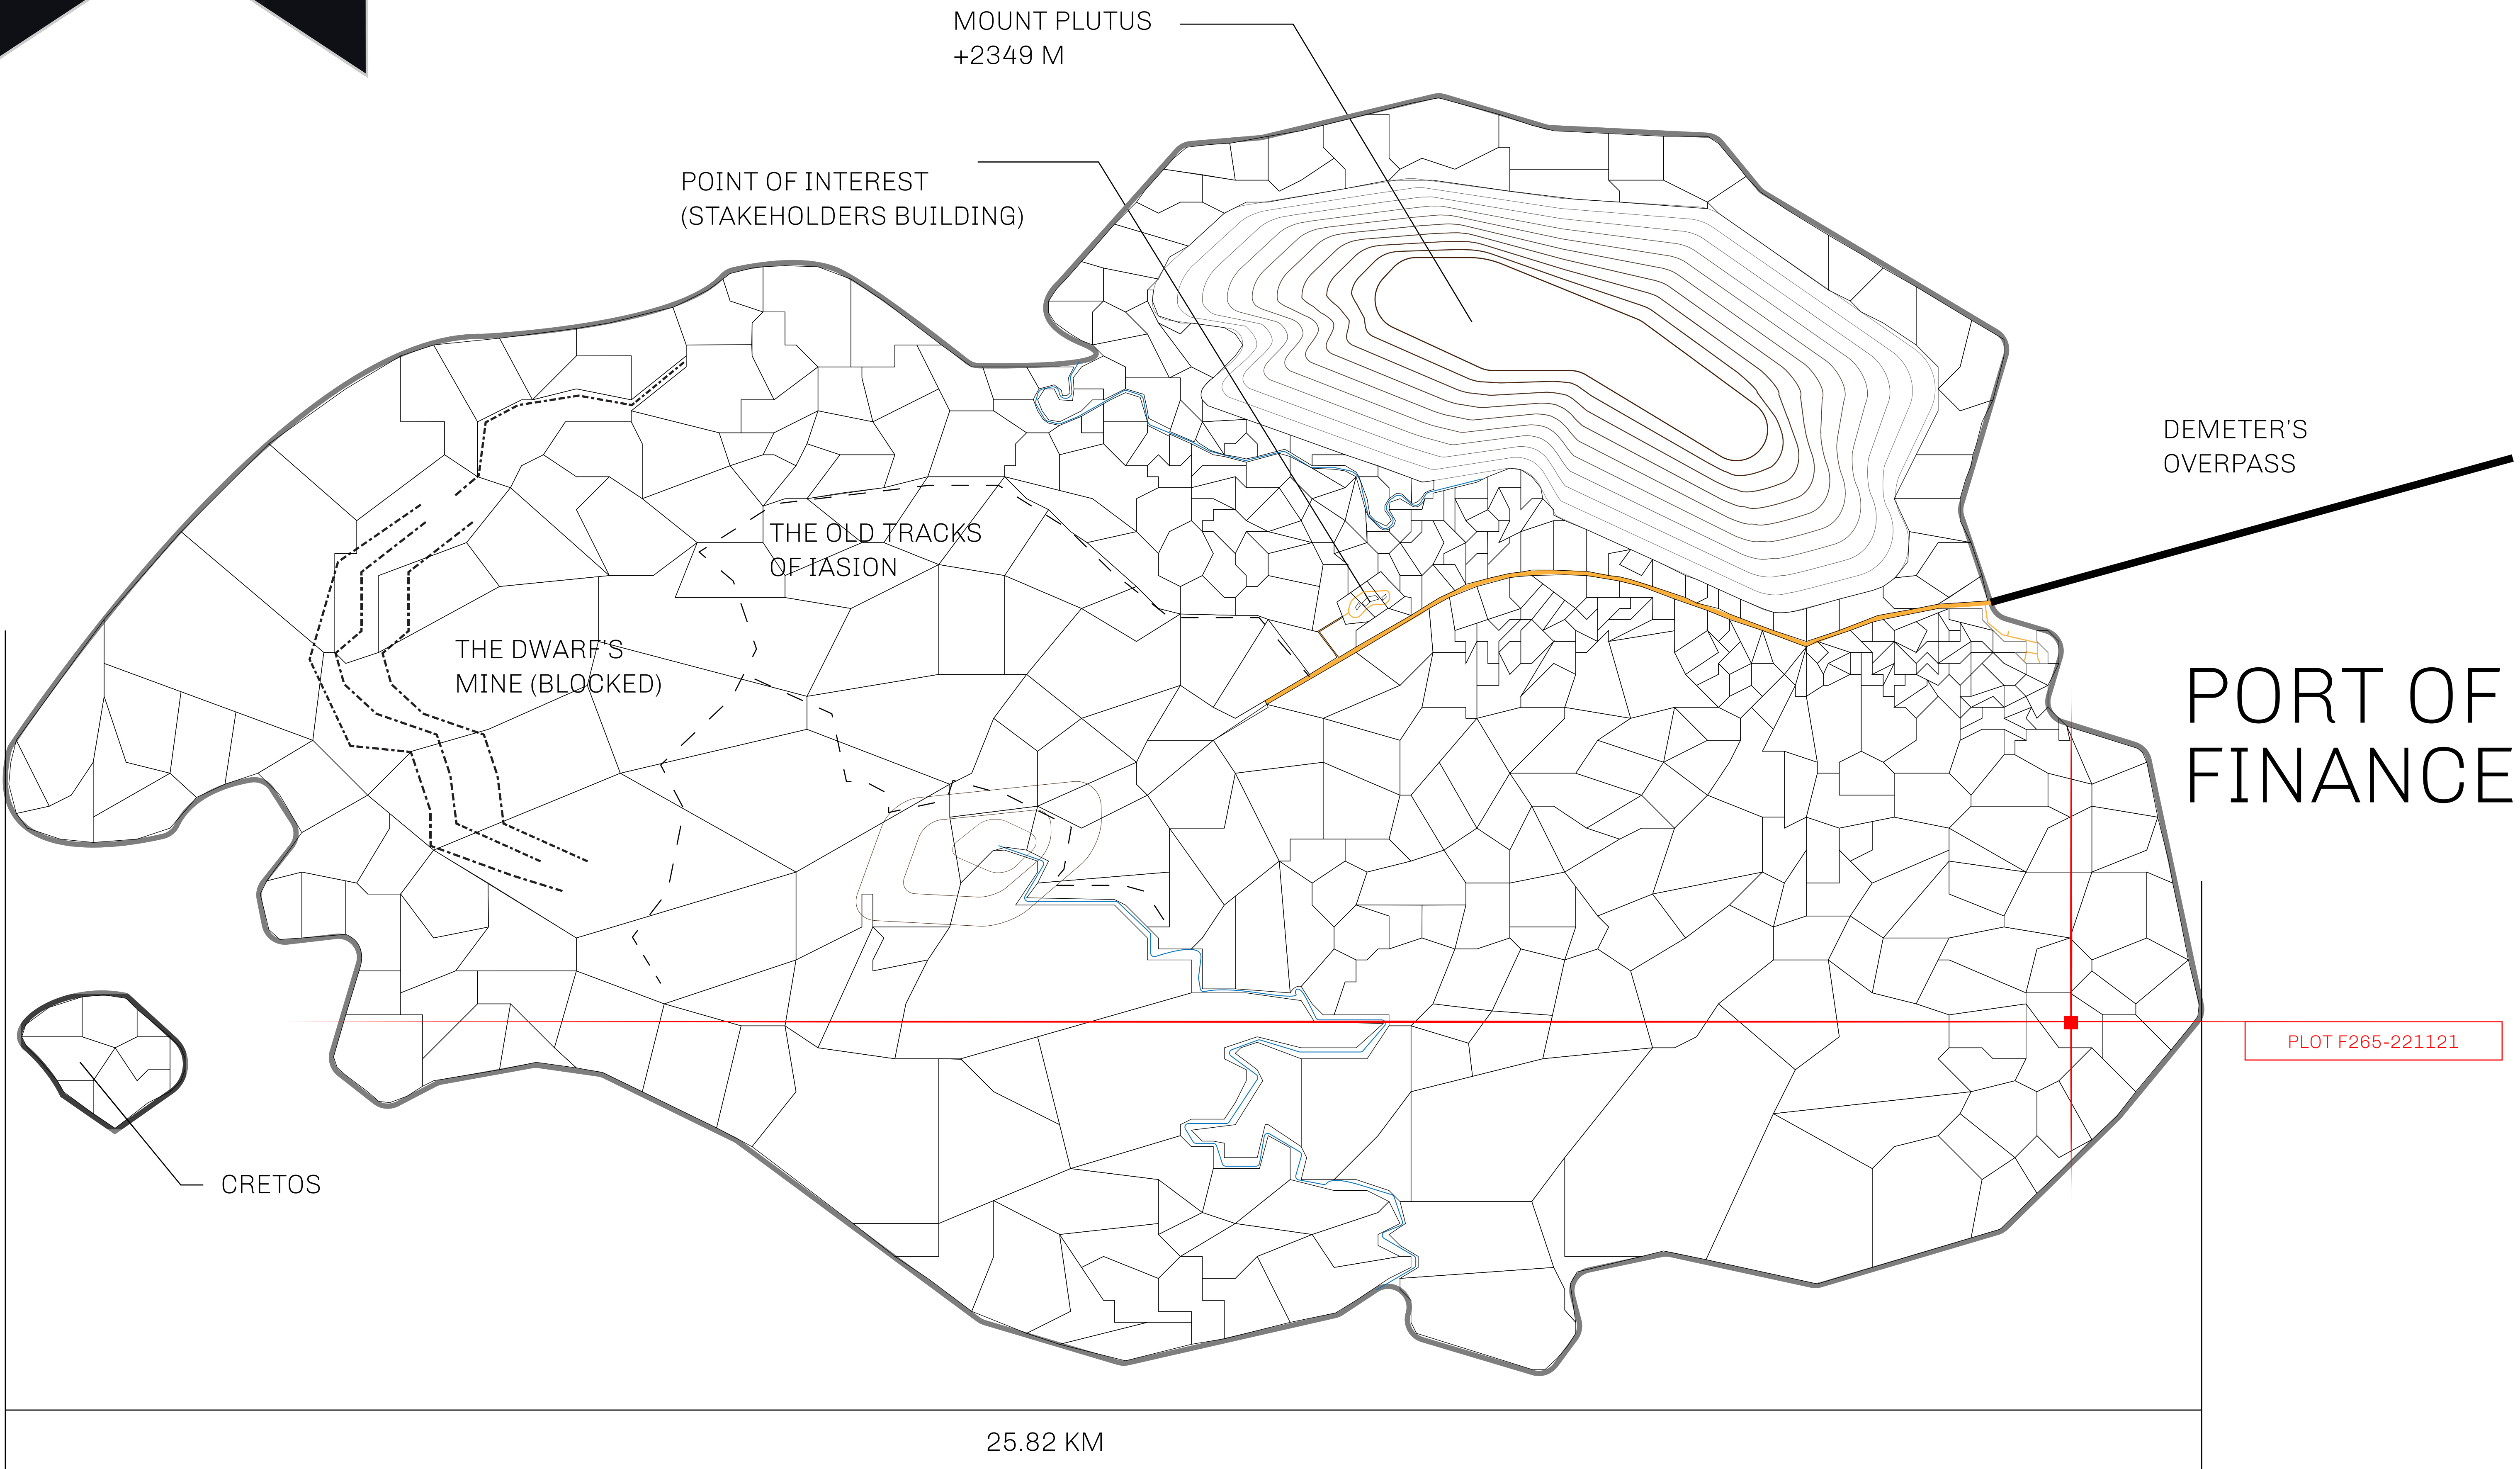 MOUNT PLUTUS
+2349 M
POINT OF INTEREST
(STAKEHOLDERS BUILDING)
DEMETER'S
OVERPASS
THE OLD TRACKS
OF IASION
THE DWARF'S
MINE (BLOCKED)
PORT OF
FINANCE
PLOT F265-221121
CRETOS
25.82 KM